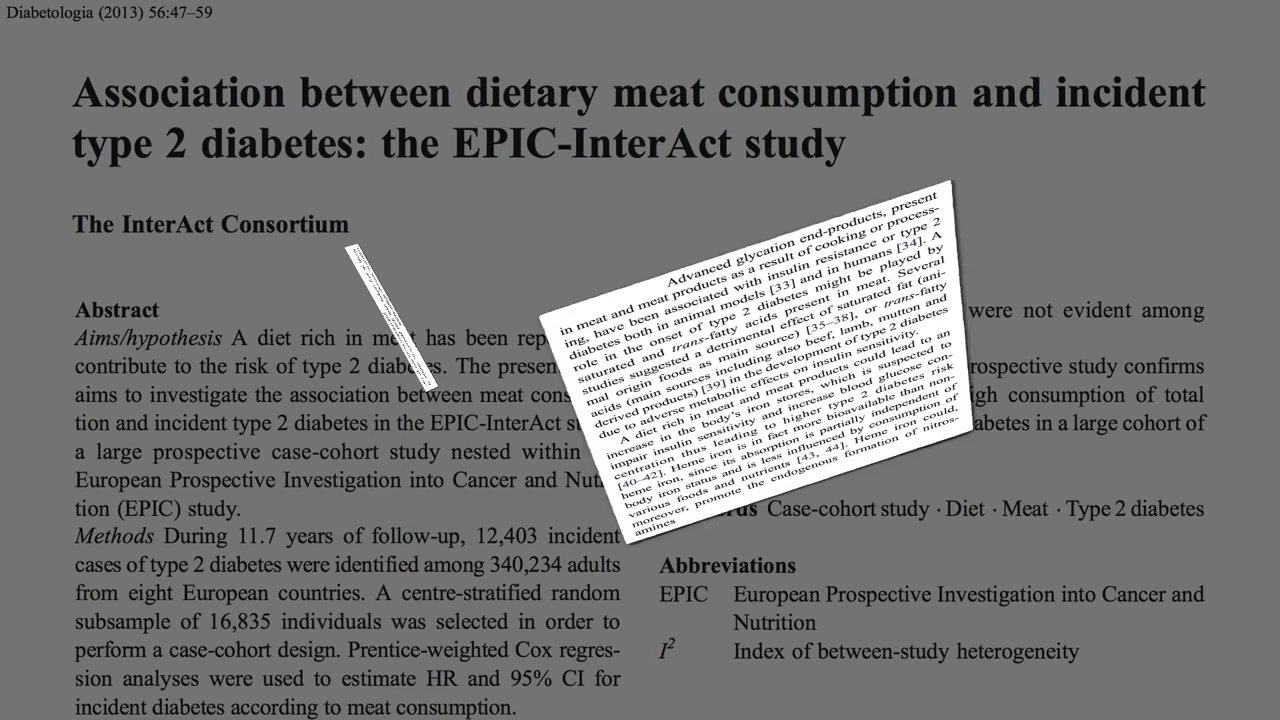 Diabetologia (2013) 56:47–59
Association between dietary meat consumption and incident
type 2 diabetes: the EPIC-InterAct study
The InterAct Consortium
Abstract
Aims/hypothesis A diet rich in meat has been rep
contribute to the risk of type 2 diabetes. The presen
aims to investigate the association between meat cons
tion and incident type 2 diabetes in the EPIC-InterAct st
a large prospective case-cohort study nested within
European Prospective Investigation into Cancer and Nut
tion (EPIC) study.
Methods During 11.7 years of follow-up, 12,403 incident
cases of type 2 diabetes were identified among 340,234 adults
from eight European countries. A centre-stratified random
subsample of 16,835 individuals was selected in order to
perform a case-cohort design. Prentice-weighted Cox regres-
sion analyses were used to estimate HR and 95% CI for
incident diabetes according to meat consumption.
Advanced glycation end-products, present
in meat and meat products as a result of cooking or process-
ing, have been associated with insulin resistance or type 2
diabetes both in animal models [33] and in humans [34]. A
role in the onset of type 2 diabetes might be played by
saturated and trans-fatty acids present in meat. Several
studies suggested a detrimental effect of saturated fat (ani-
mal origin foods as main source) [35–38], or trans-fatty
acids (main sources including also beef, lamb, mutton and
derived products) [39] in the development of type 2 diabetes
due to adverse metabolic effects on insulin sensitivity.
A diet rich in meat and meat products could lead to an
increase in the body's iron stores, which is suspected to
impair insulin sensitivity and increase blood glucose con-
centration thus leading to higher type 2 diabetes risk
[40–42]. Heme iron is in fact more bioavailable than non-
heme iron, since its absorption is partially independent of
body iron status and is less influenced by consumption of
various foods and nutrients [43, 44]. Heme iron could,
moreover, promote the endogenous formation of nitros-
amines
were not evident among
rospective study confirms
gh consumption of total
abetes in a large cohort of
rds Case-cohort study · Diet · Meat · Type 2 diabetes
Abbreviations
EPIC European Prospective Investigation into Cancer and
Nutrition
I² Index of between-study heterogeneity